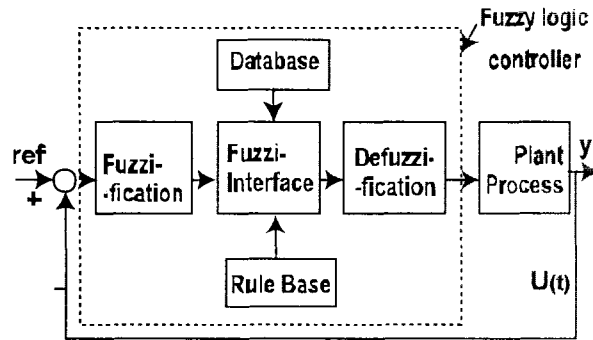 Fuzzy logic
controller
Database
ref
+
-
Fuzzi-
-fication
Fuzzi-
Interface
Defuzzi-
-fication
Plant
Process
y
Rule Base
U(t)